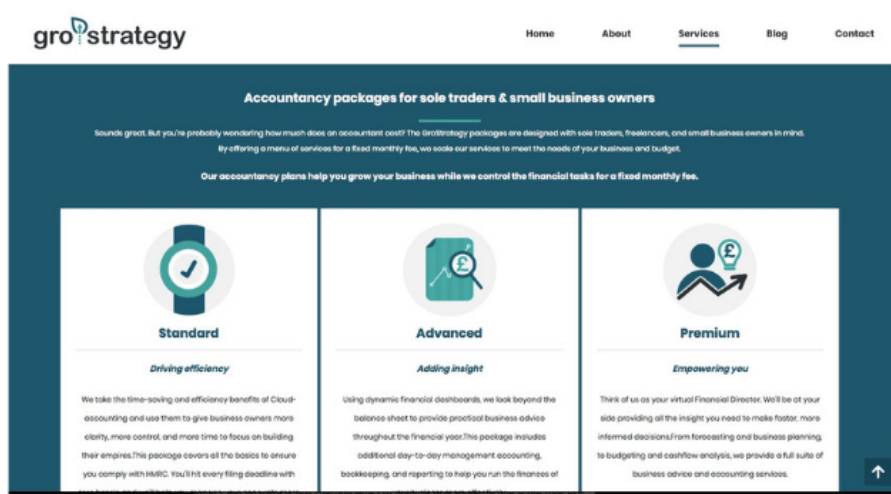 gro strategy
Home About Services Blog Contact
Accountancy packages for sole traders & small business owners
Sounds great. But you're probably wondering how much does an accountant cost? The GroStrategy packages are designed with sole traders, freelancers, and small business owners in mind.
By offering a menu of services for a fixed monthly fee, we scale our services to meet the needs of your business and budget.
Our accountancy plans help you grow your business while we control the financial tasks for a fixed monthly fee.
£
£
Standard
Driving efficiency
We take the time-saving and efficiency benefits of Cloud-
accounting and use them to give business owners more
clarity, more control, and more time to focus on building
their empires.This package covers all the basics to ensure
you comply with HMRC. You'll hit every filing deadline with
Advanced
Adding insight
Using dynamic financial dashboards, we look beyond the
balance sheet to provide practical business advice
throughout the financial year.This package includes
additional day-to-day management accounting,
bookkeeping, and reporting to help you run the finances of
Premium
Empowering you
Think of us as your virtual Financial Director. We'll be at your
side providing all the insight you need to make faster, more
informed decisions.From forecasting and business planning,
to budgeting and cashflow analysis, we provide a full suite of
business advice and accounting services.